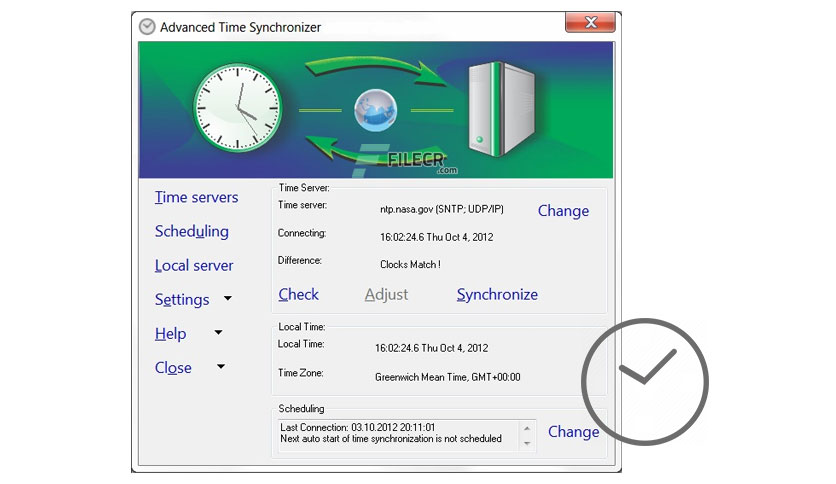 Advanced Time Synchronizer
FILECR
.com
Time servers
Scheduling
Local server
Settings
Help
Close
Time Server:
Time server: ntp.nasa.gov (SNTP; UDP/IP) Change
Connecting: 16:02:24.6 Thu Oct 4, 2012
Difference: Clocks Match !
Check Adjust Synchronize
Local Time:
Local Time: 16:02:24.6 Thu Oct 4, 2012
Time Zone: Greenwich Mean Time, GMT+00:00
Scheduling
Last Connection: 03.10.2012 20:11:01
Next auto start of time synchronization is not scheduled
Change